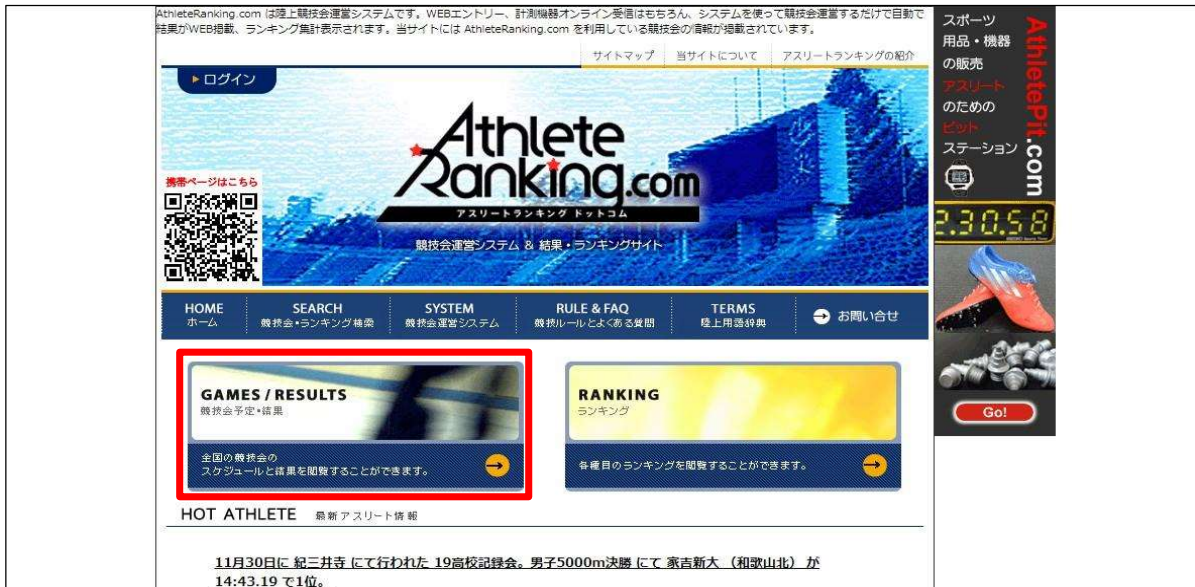 AthleteRanking.com は陸上競技会運営システムです。WEBエントリー、計測機器オンライン受信はもちろん、システムを使って競技会運営するだけで自動で
結果がWEB掲載、ランキング集計表示されます。当サイトには AthleteRanking.com を利用している競技会の情報が掲載されています。
サイトマップ 当サイトについて アスリートランキングの紹介
ログイン
Athlete
Ranking.com
アスリートランキング ドットコム
競技会運営システム & 結果・ランキングサイト
携帯ページはこちら
HOME SEARCH SYSTEM RULE & FAQ TERMS
ホーム 競技会・ランキング検索 競技会運営システム 競技ルールとよくある質問 陸上用語辞典 お問い合せ
GAMES / RESULTS
競技会予定・結果
全国の競技会の
スケジュールと結果を閲覧することができます。
RANKING
ランキング
各種目のランキングを閲覧することができます。
HOT ATHLETE 最新アスリート情報
11月30日に 紀三井寺 にて行われた 19高校記録会。男子5000m決勝 にて 家吉新大 （和歌山北） が
14:43.19 で1位。
スポーツ
用品・機器
の販売
アスリート
のための
ピット
ステーション
AthletePit.com
2.30.58
Go!